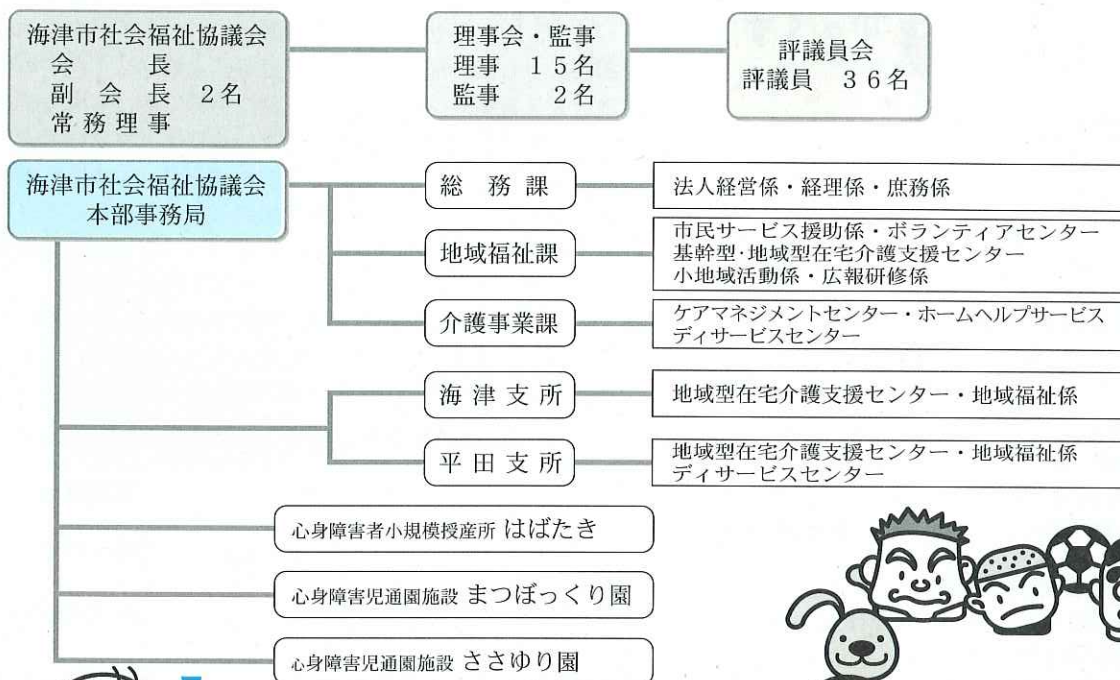 海津市社会福祉協議会
会　　長
副　会　長　2名
常務理事
理事会・監事
理事　15名
監事　　2名
評議員会
評議員　36名
海津市社会福祉協議会
本部事務局
総務課
法人経営係・経理係・庶務係
地域福祉課
市民サービス援助係・ボランティアセンター
基幹型・地域型在宅介護支援センター
小地域活動係・広報研修係
介護事業課
ケアマネジメントセンター・ホームヘルプサービス
ディサービスセンター
海津支所
地域型在宅介護支援センター・地域福祉係
平田支所
地域型在宅介護支援センター・地域福祉係
ディサービスセンター
心身障害者小規模授産所 はばたき
心身障害児通園施設 まつぼっくり園
心身障害児通園施設 ささゆり園